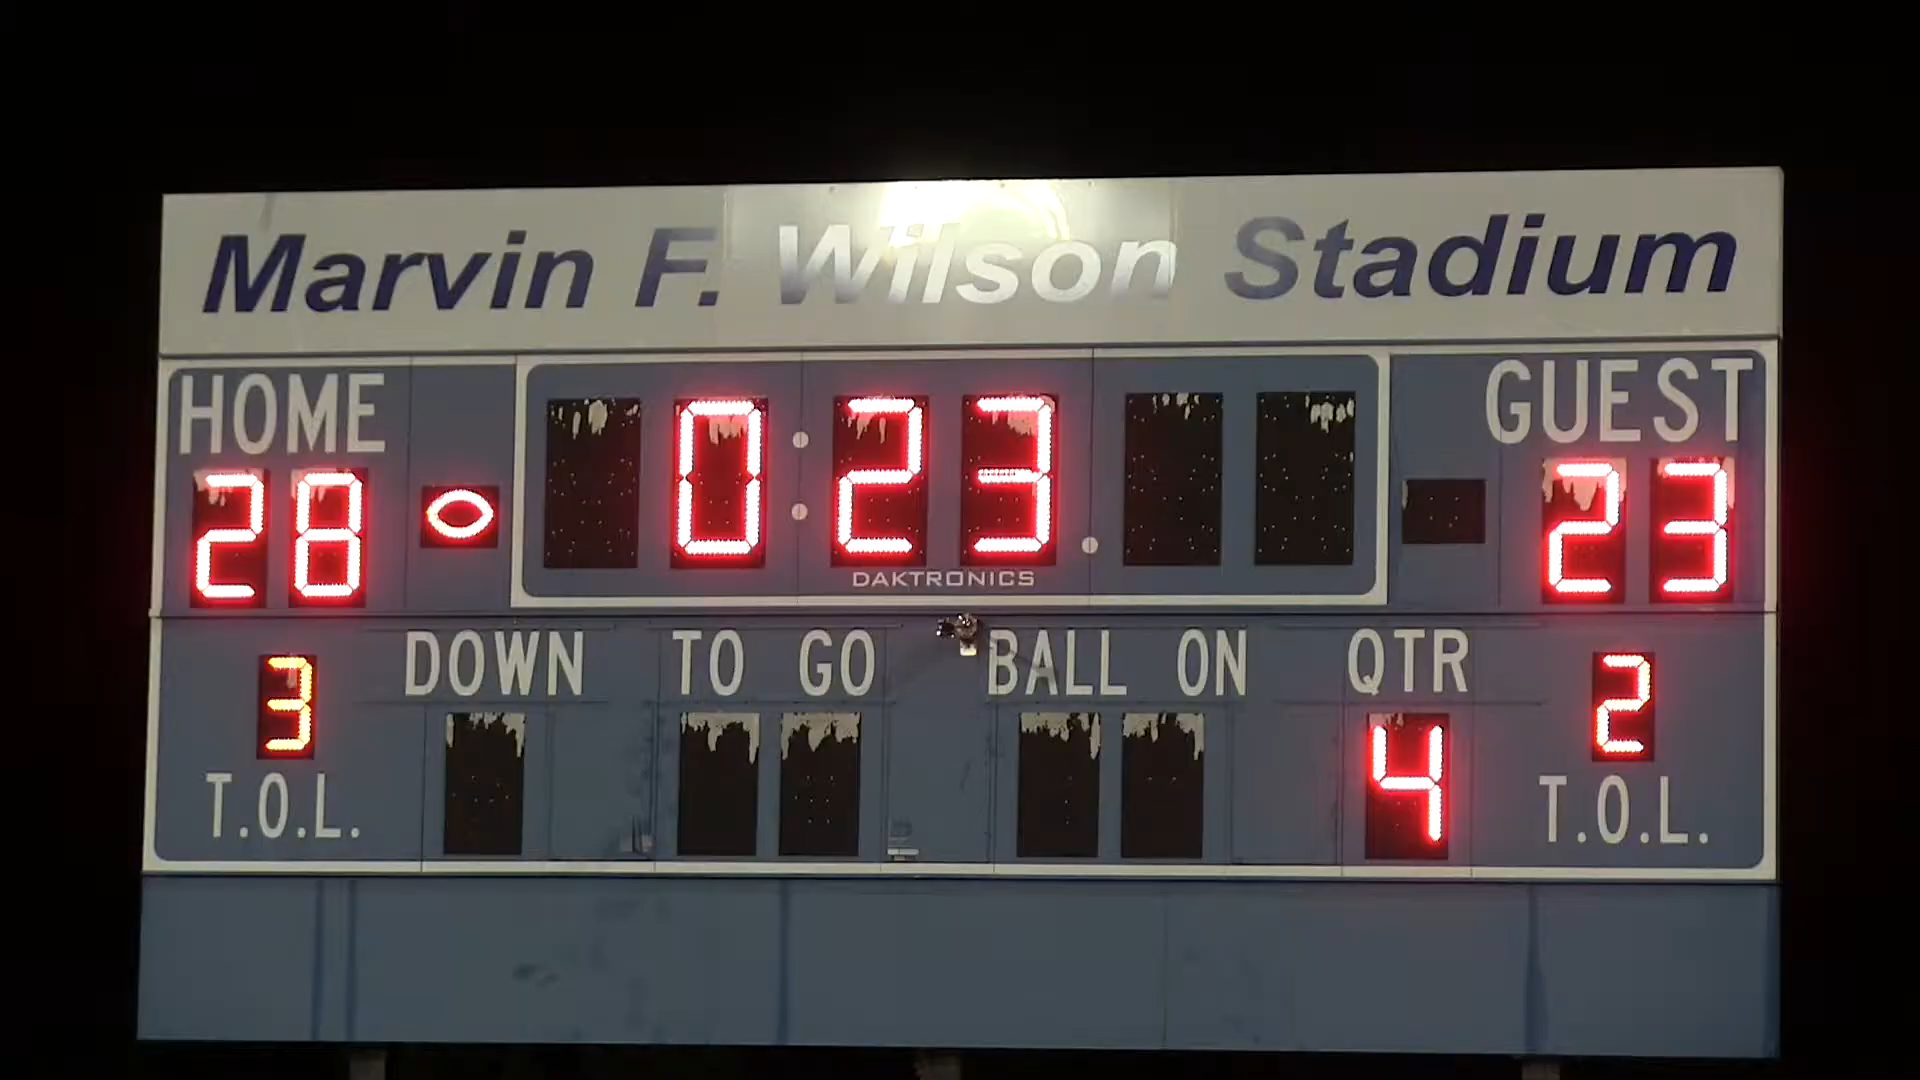 Marvin F. Wilson Stadium
HOME 0:23 GUEST
28 23
DAKTRONICS
3 DOWN TO GO BALL ON QTR 2
T.O.L. 4 T.O.L.